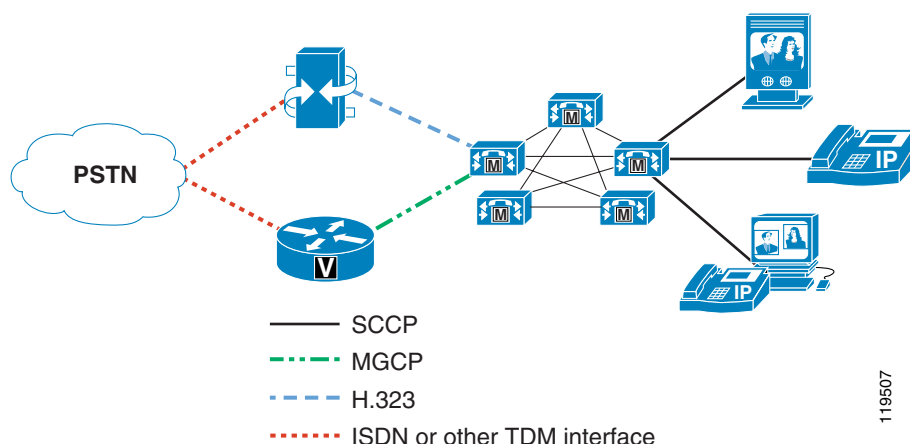 PSTN
V
M
M
M
M
M
IP
IP
SCCP
MGCP
H.323
ISDN or other TDM interface
119507